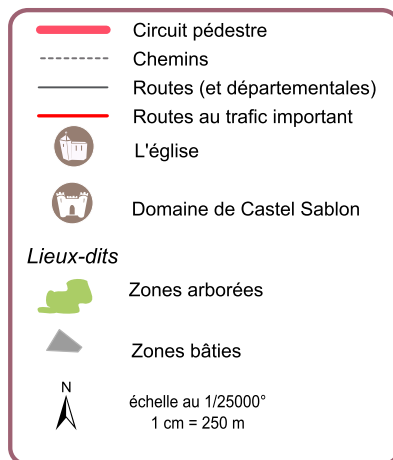 Circuit pédestre
Chemins
Routes (et départementales)
Routes au trafic important
L'église
Domaine de Castel Sablon
Lieux-dits
Zones arborées
Zones bâties
N
échelle au 1/25000°
1 cm = 250 m